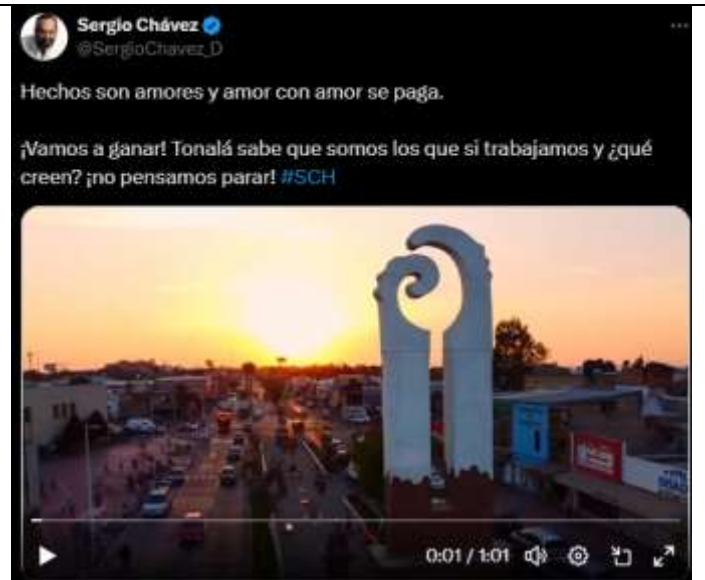 Sergio Chávez
@SergioChavez_D
Hechos son amores y amor con amor se paga.
¡Vamos a ganar! Tonalá sabe que somos los que si trabajamos y ¿qué
creen? ¡no pensamos parar! #SCH
0:01 / 1:01